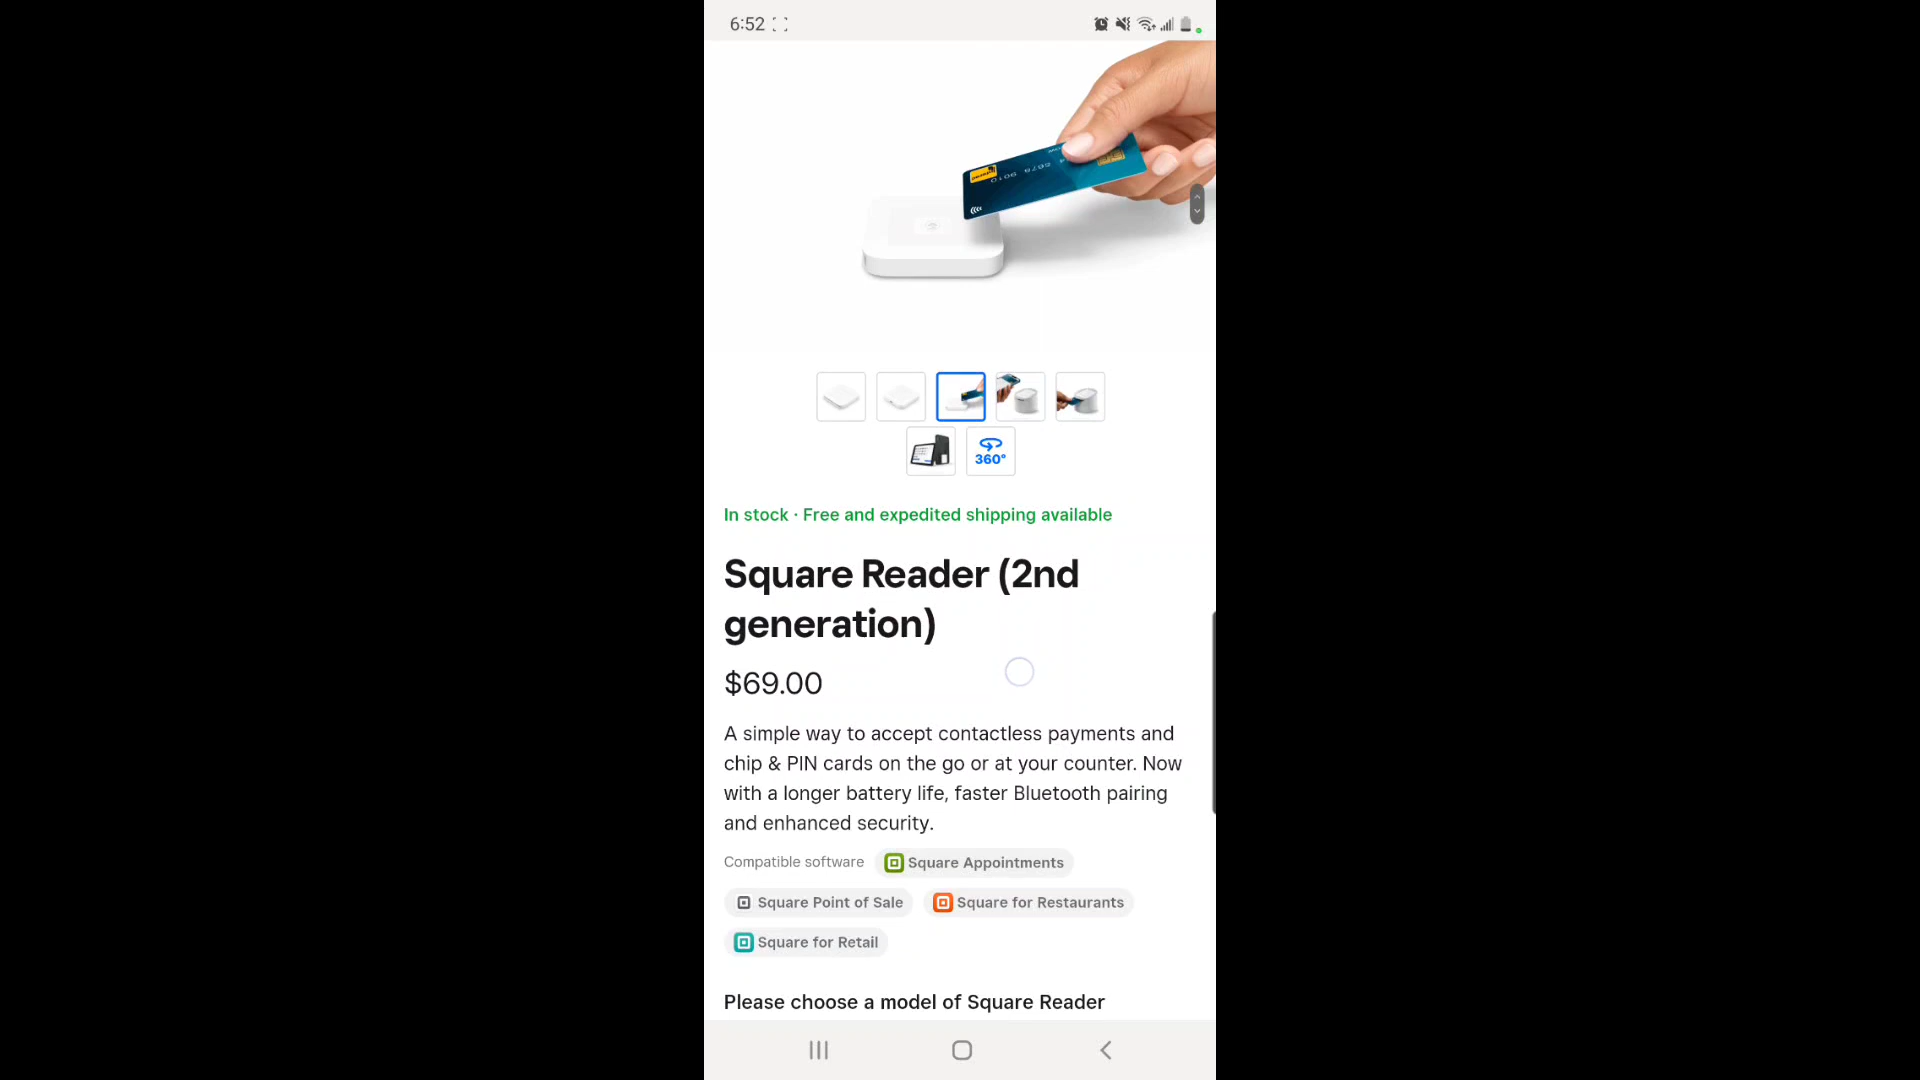 6:52
5678 9010
360°
In stock · Free and expedited shipping available
Square Reader (2nd
generation)
$69.00
A simple way to accept contactless payments and
chip & PIN cards on the go or at your counter. Now
with a longer battery life, faster Bluetooth pairing
and enhanced security.
Compatible software
Square Appointments
Square Point of Sale
Square for Restaurants
Square for Retail
Please choose a model of Square Reader